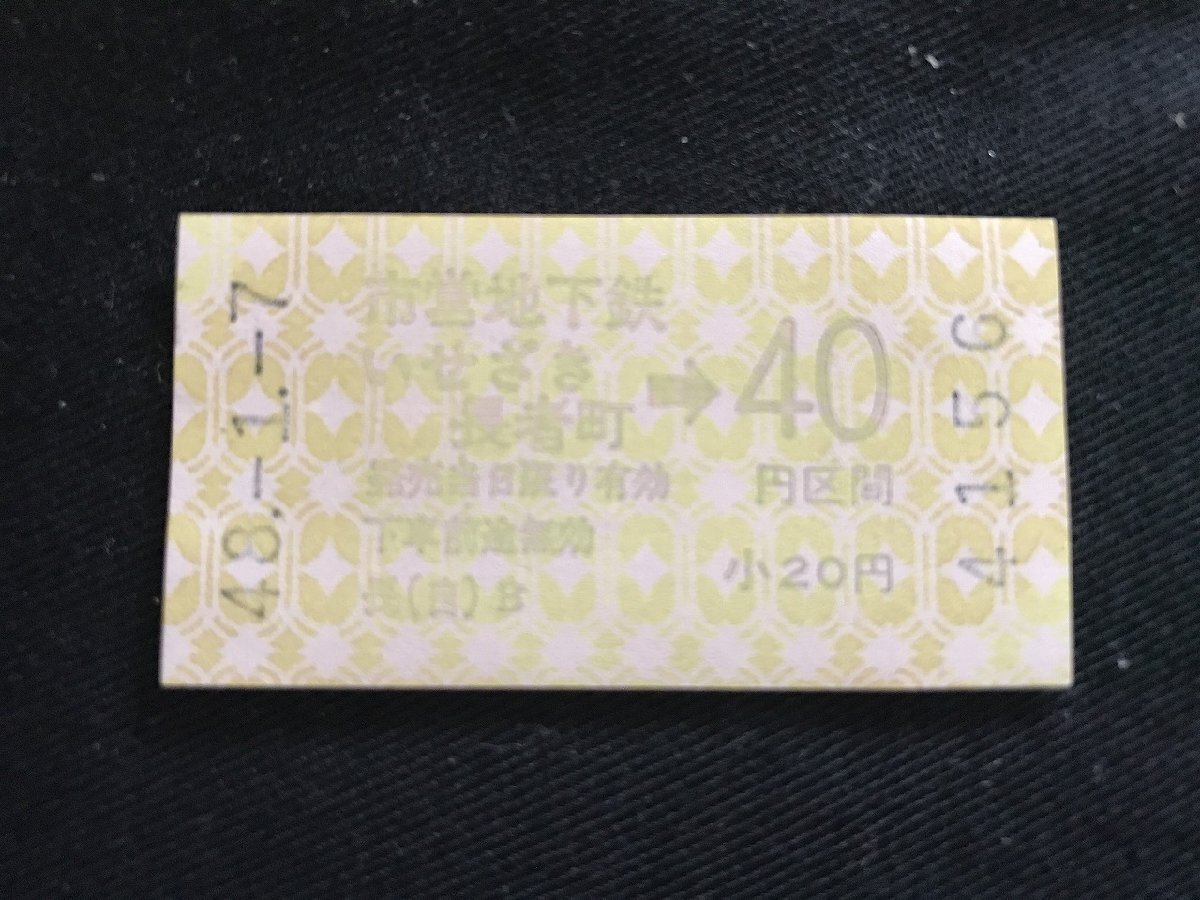 48.-1.-7
市営地下鉄
いせざき
長者町
→40
円区間
発売当日限り有効
下車前途無効
小20円
(自) B
4156